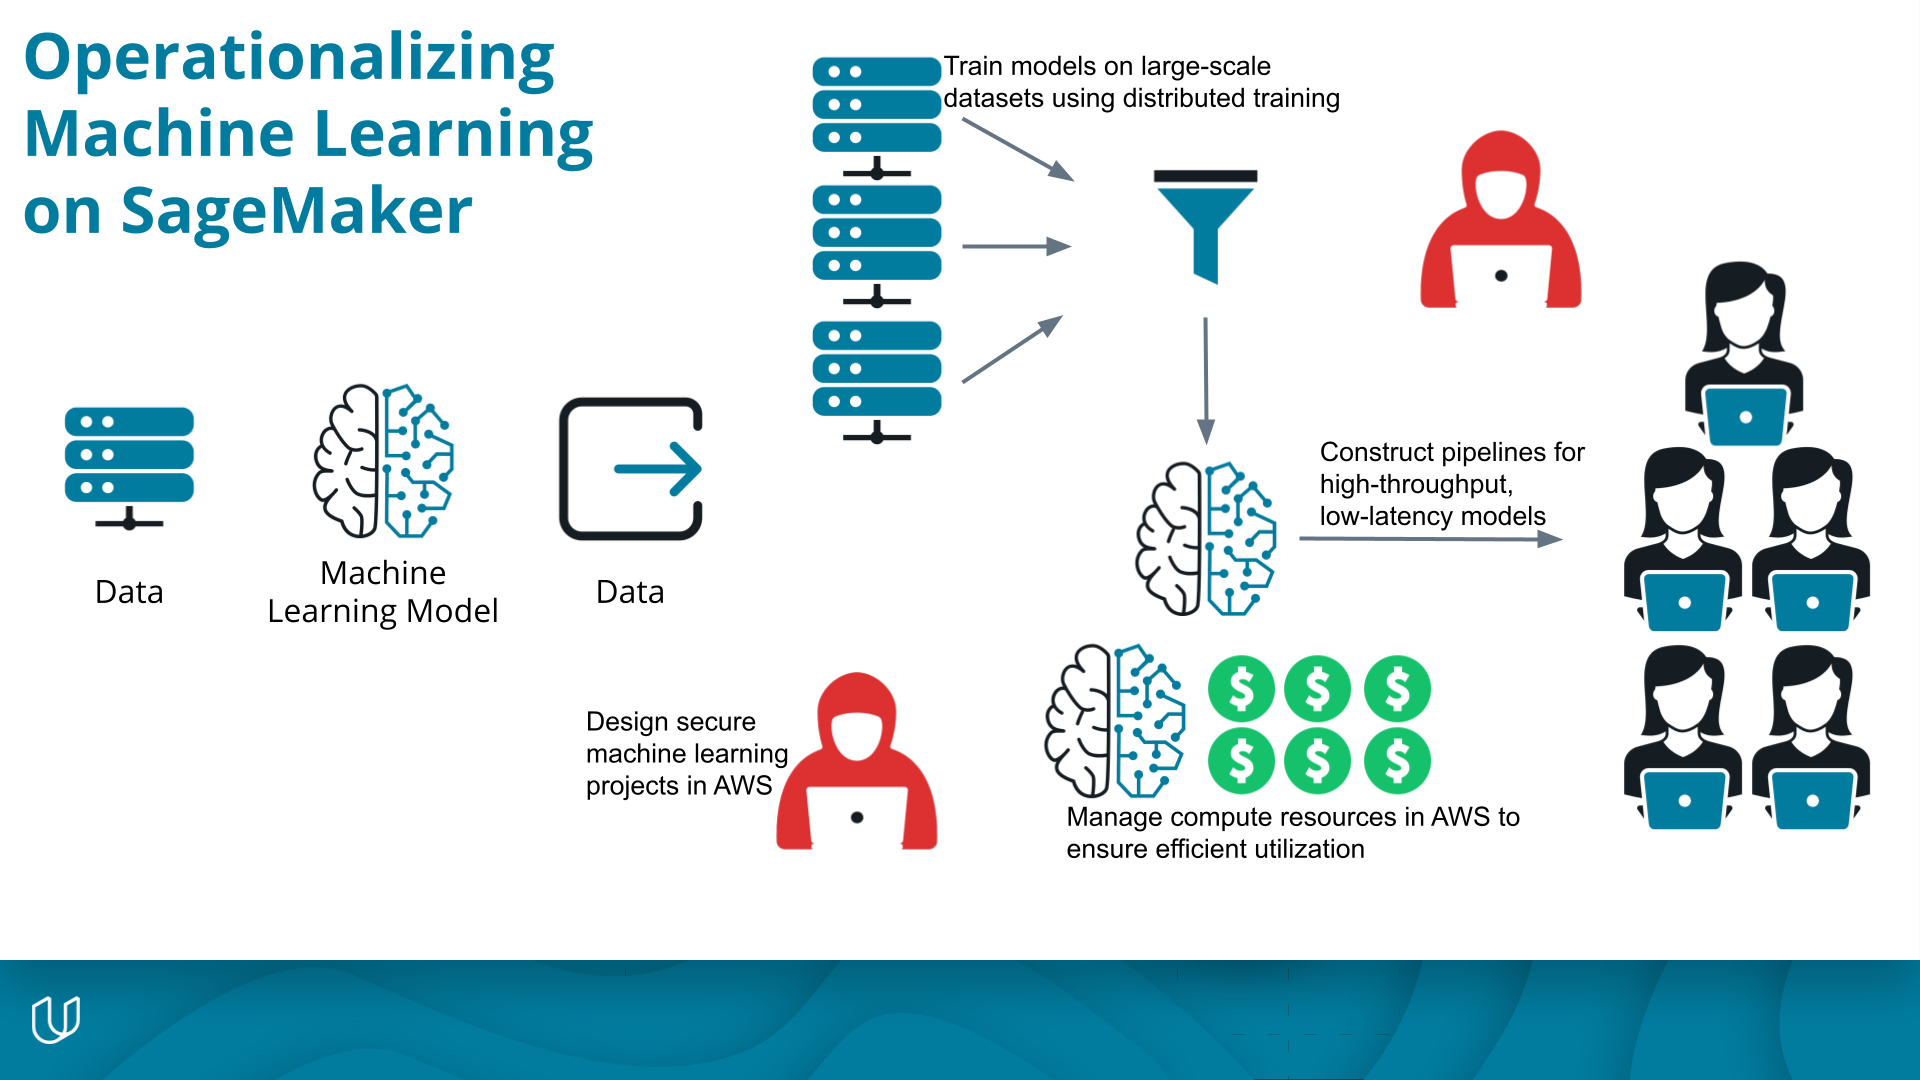 Operationalizing
Machine Learning
on SageMaker
Train models on large-scale
datasets using distributed training
Data
Machine
Learning Model
Data
Construct pipelines for
high-throughput,
low-latency models
Design secure
machine learning
projects in AWS
Manage compute resources in AWS to
ensure efficient utilization